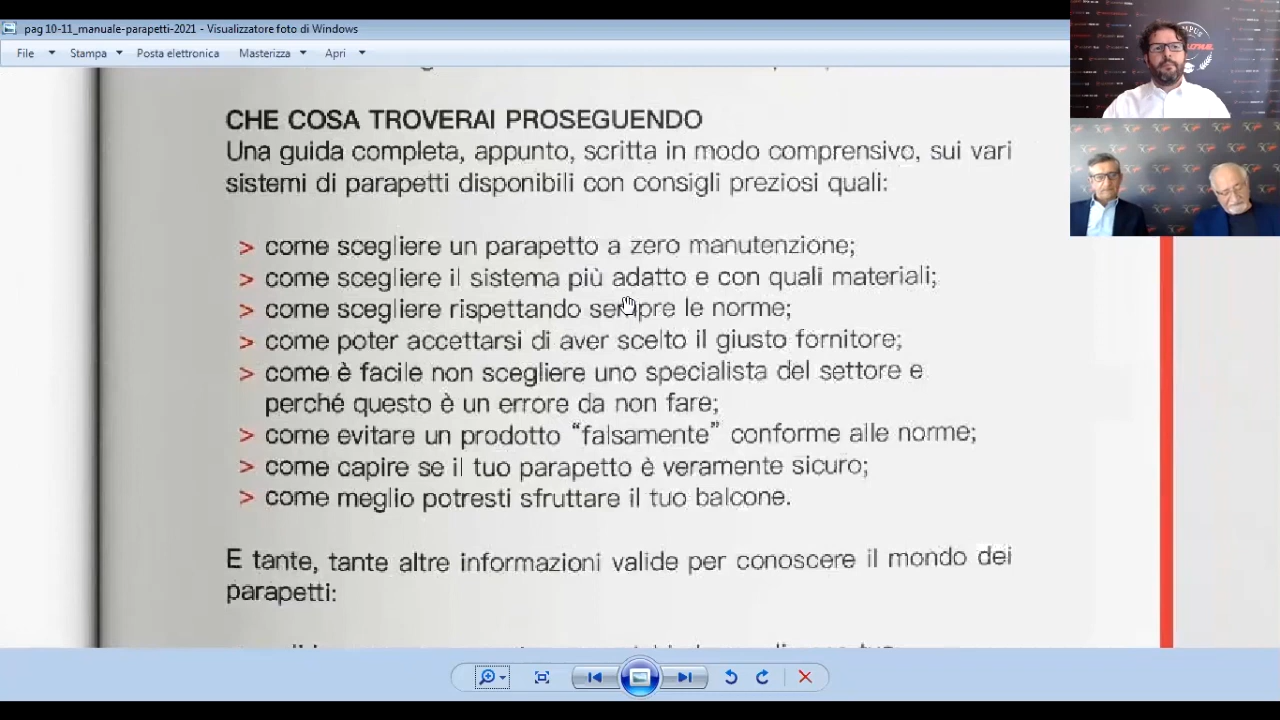 pag 10-11_manuale-parapetti-2021 - Visualizzatore foto di Windows
File Stampa Posta elettronica Masterizza Apri
CHE COSA TROVERAI PROSEGUENDO
Una guida completa, appunto, scritta in modo comprensivo, sui vari
sistemi di parapetti disponibili con consigli preziosi quali:
> come scegliere un parapetto a zero manutenzione;
> come scegliere il sistema più adatto e con quali materiali;
> come scegliere rispettando sempre le norme;
> come poter accettarsi di aver scelto il giusto fornitore;
> come è facile non scegliere uno specialista del settore e
perché questo è un errore da non fare;
> come evitare un prodotto “falsamente” conforme alle norme;
> come capire se il tuo parapetto è veramente sicuro;
> come meglio potresti sfruttare il tuo balcone.
E tante, tante altre informazioni valide per conoscere il mondo dei
parapetti: